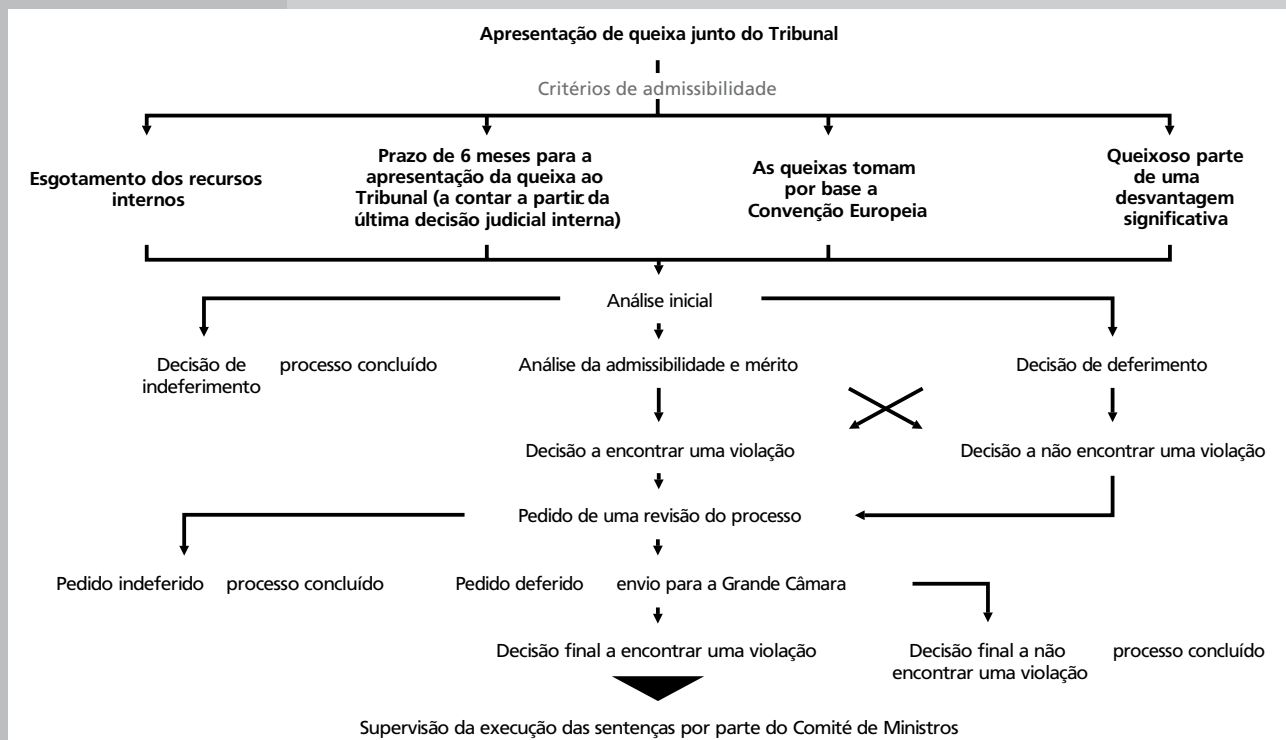 Apresentação de queixa junto do Tribunal
Critérios de admissibilidade
Esgotamento dos recursos
internos
Prazo de 6 meses para a
apresentação da queixa ao
Tribunal (a contar a partir da
última decisão judicial interna)
As queixas tomam
por base a
Convenção Europeia
Queixoso parte
de uma
desvantagem
significativa
Análise inicial
Decisão de
indeferimento
processo concluído
Análise da admissibilidade e mérito
Decisão de deferimento
Decisão a encontrar uma violação
Decisão a não encontrar uma violação
Pedido de uma revisão do processo
Pedido indeferido processo concluído
Pedido deferido envio para a Grande Câmara
Decisão final a encontrar uma violação
Decisão final a não
encontrar uma violação
processo concluído
Supervisão da execução das sentenças por parte do Comité de Ministros